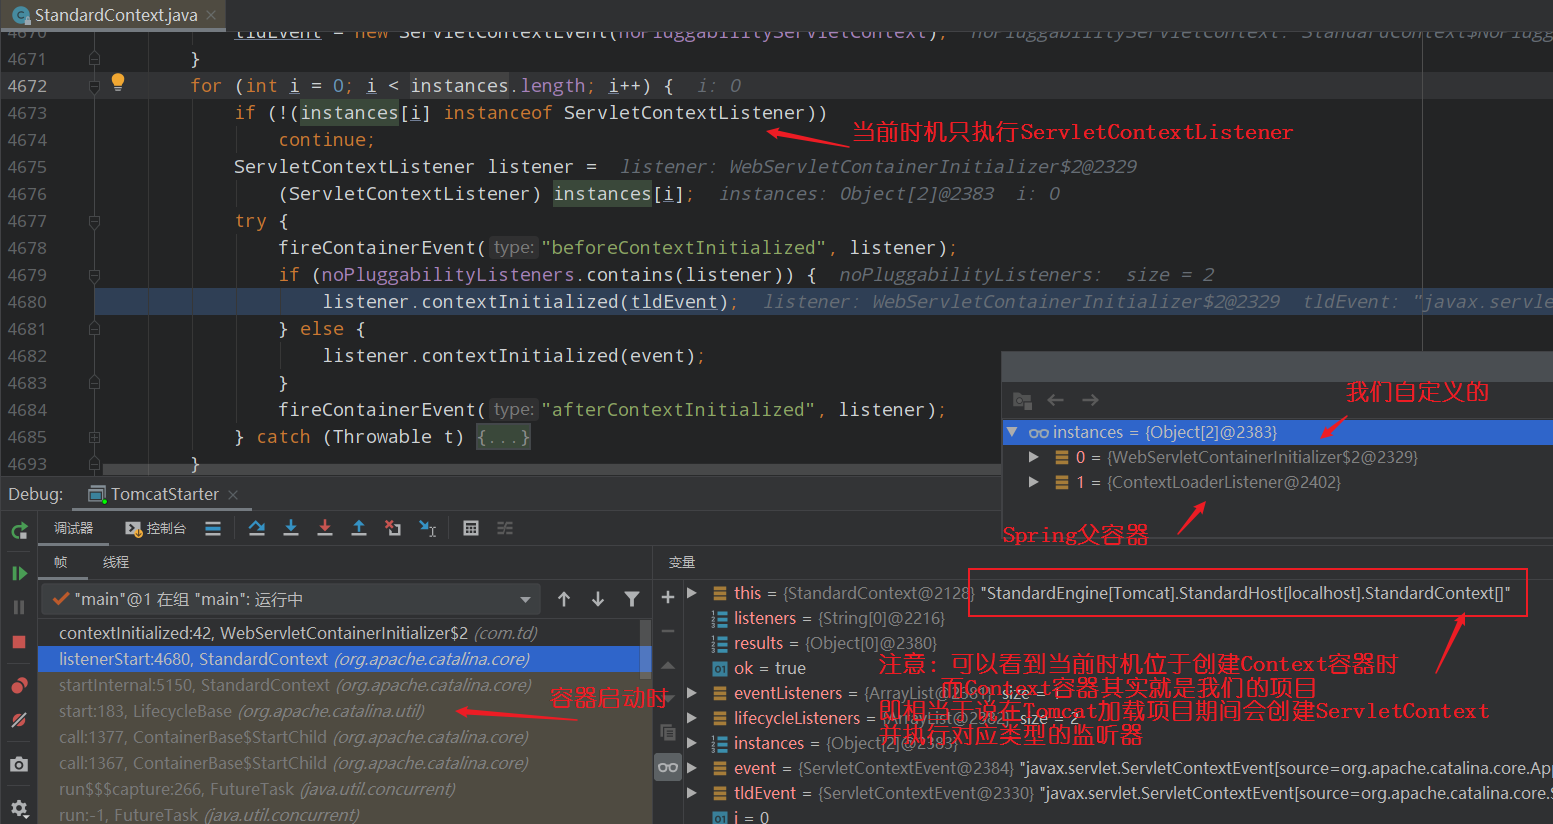 StandardContext.java
4670 tldEvent = new ServletContextEvent(noPluggabilityServletContext); noPluggabilityServletContext: StandardContext$NoPlugg
4671 }
4672 for (int i = 0; i < instances.length; i++) { i: 0
4673 if (!(instances[i] instanceof ServletContextListener))
4674 continue;
当前时机只执行ServletContextListener
4675 ServletContextListener listener = listener: WebServletContainerInitializer$2@2329
4676 (ServletContextListener) instances[i]; instances: Object[2]@2383 i: 0
4677 try {
4678 fireContainerEvent( type: "beforeContextInitialized", listener);
4679 if (noPluggabilityListeners.contains(listener)) { noPluggabilityListeners: size = 2
4680 listener.contextInitialized(tldEvent); listener: WebServletContainerInitializer$2@2329 tldEvent: "javax.servle
4681 } else {
4682 listener.contextInitialized(event);
4683 }
4684 fireContainerEvent( type: "afterContextInitialized", listener);
4685 } catch (Throwable t) {...}
4693 }
我们自定义的
instances = {Object[2]@2383}
0 = {WebServletContainerInitializer$2@2329}
1 = {ContextLoaderListener@2402}
Spring父容器
Debug: TomcatStarter
调试器 控制台
帧 线程
"main"@1 在组 "main": 运行中
contextInitialized:42, WebServletContainerInitializer$2 (com.td)
listenerStart:4680, StandardContext (org.apache.catalina.core)
startInternal:5150, StandardContext (org.apache.catalina.core)
start:183, LifecycleBase (org.apache.catalina.util)
call:1377, ContainerBase$StartChild (org.apache.catalina.core)
call:1367, ContainerBase$StartChild (org.apache.catalina.core)
run$$$capture:266, FutureTask (java.util.concurrent)
run:-1, FutureTask (java.util.concurrent)
容器启动时
变量
this = {StandardContext@2128} "StandardEngine[Tomcat].StandardHost[localhost].StandardContext[]"
listeners = {String[0]@2216}
results = {Object[0]@2380}
ok = true
eventListeners = {ArrayList@2381} size = 1
lifecycleListeners = {ArrayList@2382} size = 2
instances = {Object[2]@2383}
event = {ServletContextEvent@2384} "javax.servlet.ServletContextEvent[source=org.apache.catalina.core.App
tldEvent = {ServletContextEvent@2330} "javax.servlet.ServletContextEvent[source=org.apache.catalina.core.S
i = 0
注意: 可以看到当前时机位于创建Context容器时
而Context容器其实就是我们的项目
即相当于说在Tomcat加载项目期间会创建ServletContext
并执行对应类型的监听器